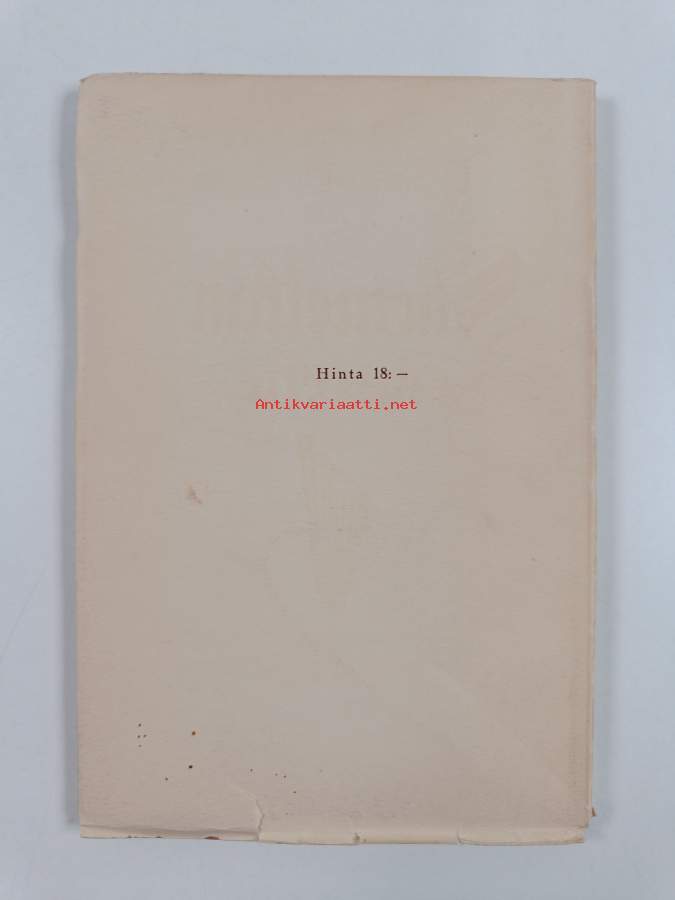 Hinta 18: —
Antikvariaatti.net